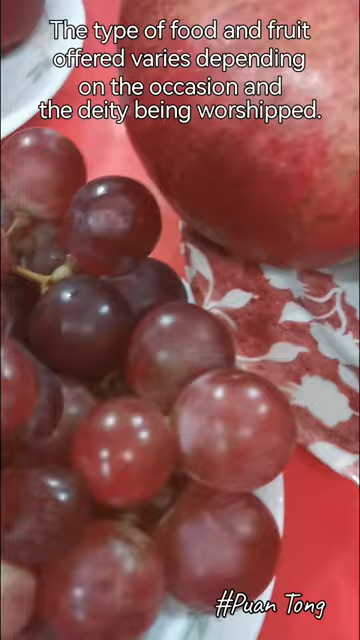 The type of food and fruit
offered varies depending
on the occasion and
the deity being worshipped.
#Puan Tong